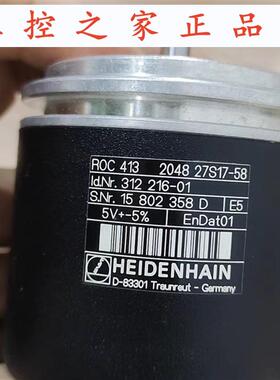 控之家正品
ROC 413 2048 27S17-58
Id.Nr. 312 216-01
S.Nr. 15 802 358 D E5
5V+-5% EnDat01
HEIDENHAIN
D-83301 Traunreut - Germany